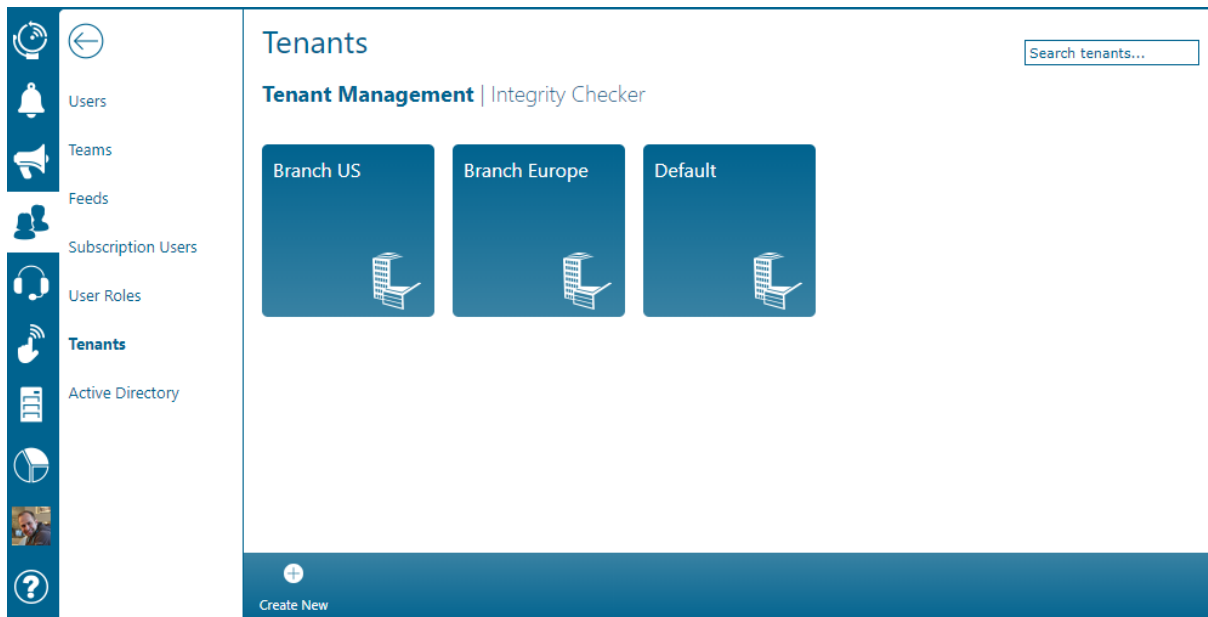 Tenants
Search tenants...
Users
Tenant Management | Integrity Checker
Teams
Branch US
Branch Europe
Default
Feeds
Subscription Users
User Roles
Tenants
Active Directory
Create New